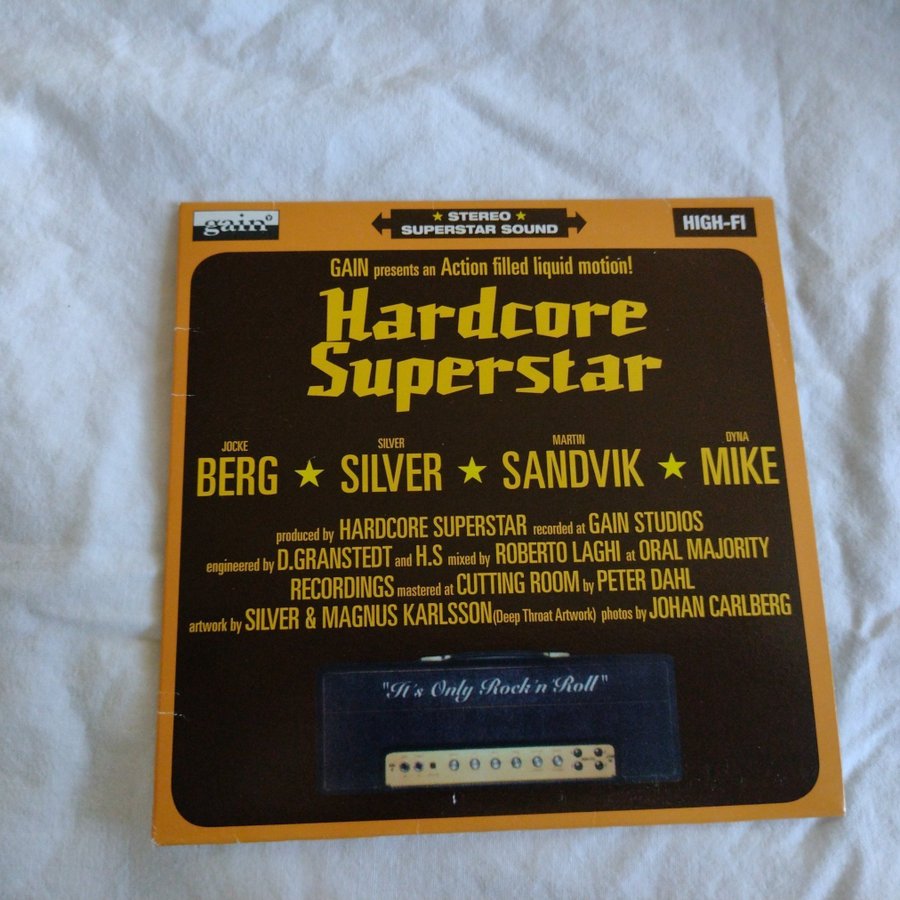 gain
★ STEREO ★
SUPERSTAR SOUND
HIGH-FI
GAIN presents an Action filled liquid motion!
Hardcore
Superstar
JOCKE SILVER MARTIN DYNA
BERG ★ SILVER ★ SANDVIK ★ MIKE
produced by HARDCORE SUPERSTAR recorded at GAIN STUDIOS
engineered by D.GRANSTEDT and H.S mixed by ROBERTO LAGHI at ORAL MAJORITY
RECORDINGS mastered at CUTTING ROOM by PETER DAHL
artwork by SILVER & MAGNUS KARLSSON(Deep Throat Artwork) photos by JOHAN CARLBERG
"It's Only Rock'n'Roll"